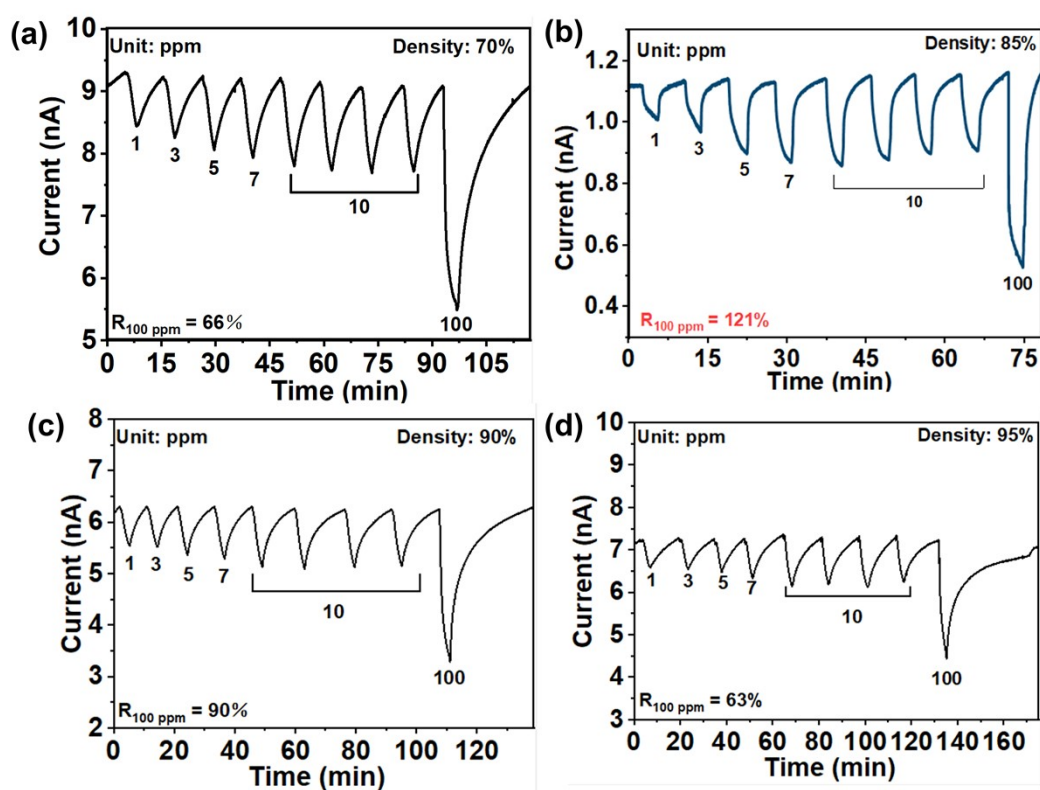 (a)
Unit: ppm
Density: 70%
Current (nA)
10
9
8
7
6
5
1
3
5
7
10
100
R100 ppm = 66%
0 15 30 45 60 75 90 105
Time (min)
(b)
Unit: ppm
Density: 85%
Current (nA)
1.2
1.0
0.8
0.6
0.4
1
3
5
7
10
100
R100 ppm = 121%
0 15 30 45 60 75
Time (min)
(c)
Unit: ppm
Density: 90%
Current (nA)
8
7
6
5
4
3
2
1
3
5
7
10
100
R100 ppm = 90%
0 20 40 60 80 100 120
Time (min)
(d)
Unit: ppm
Density: 95%
Current (nA)
10
9
8
7
6
5
4
3
1
3
5
7
10
100
R100 ppm = 63%
0 20 40 60 80 100 120 140 160
Time (min)